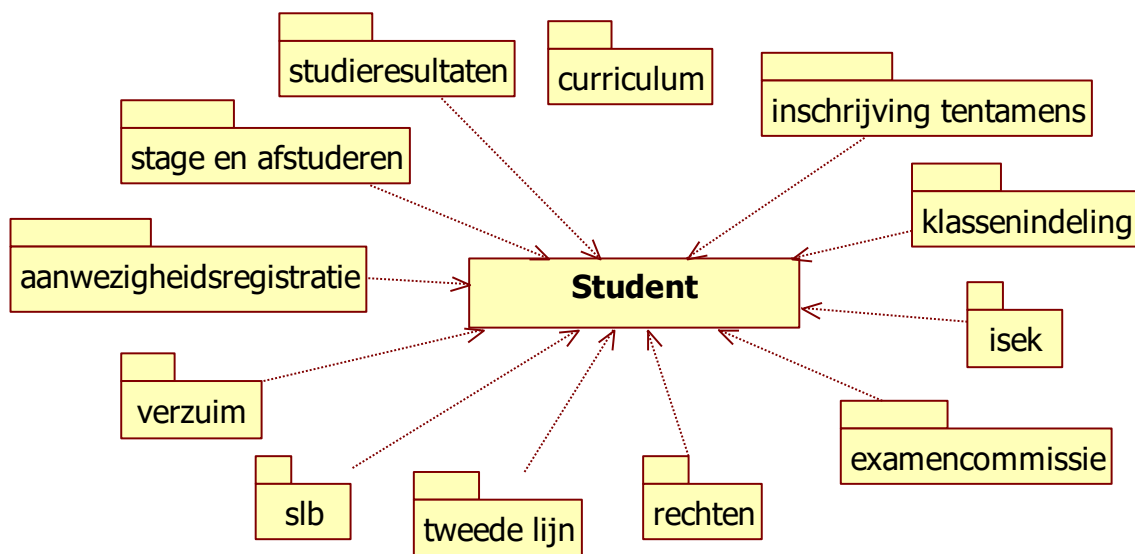 studieresultaten
curriculum
inschrijving tentamens
stage en afstuderen
klassenindeling
aanwezigheidsregistratie
Student
isek
verzuim
examencommissie
slb
tweede lijn
rechten